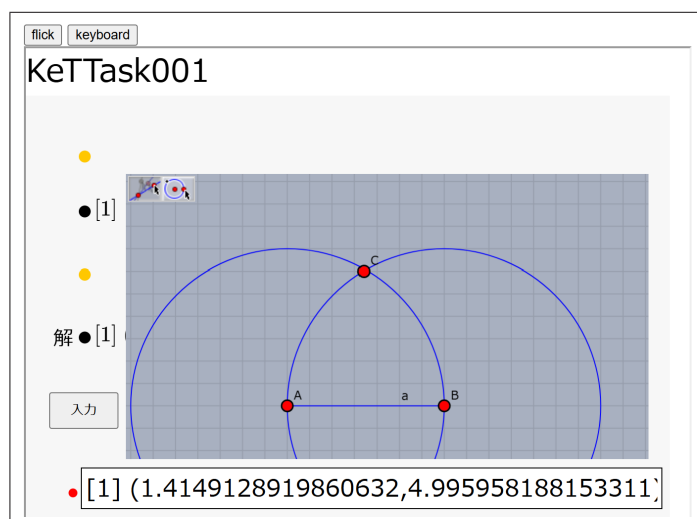 flick keyboard
KeTTask001
[1]
C
解 [1] (
A a B
入力
[1] (1.4149128919860632,4.995958188153311)